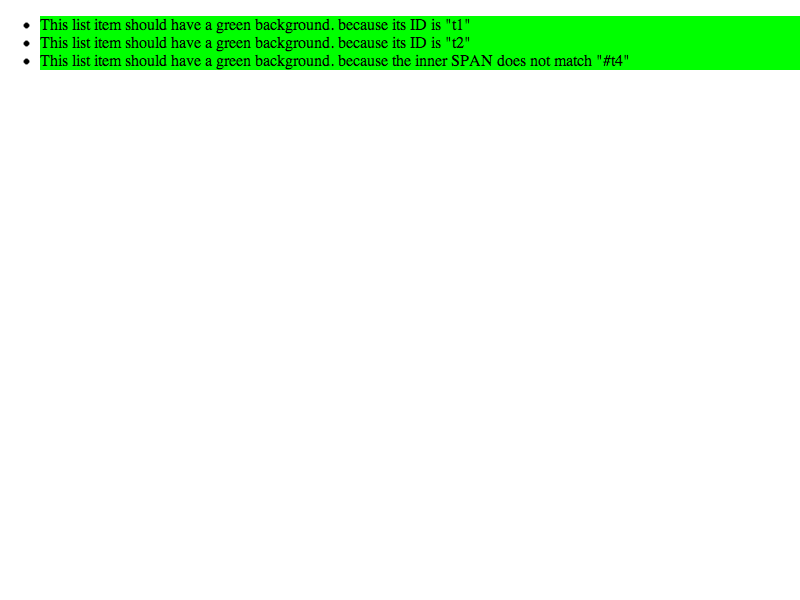 This list item should have a green background. because its ID is "t1"
This list item should have a green background. because its ID is "t2"
This list item should have a green background. because the inner SPAN does not match "#t4"